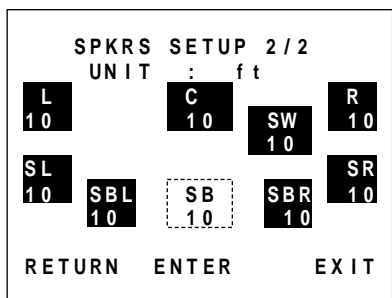 SPKRS SETUP 2/2
UNIT : ft
L C R
10 10 10
SW
10
SL SR
10 10
SBL SB SBR
10 10 10
RETURN ENTER EXIT